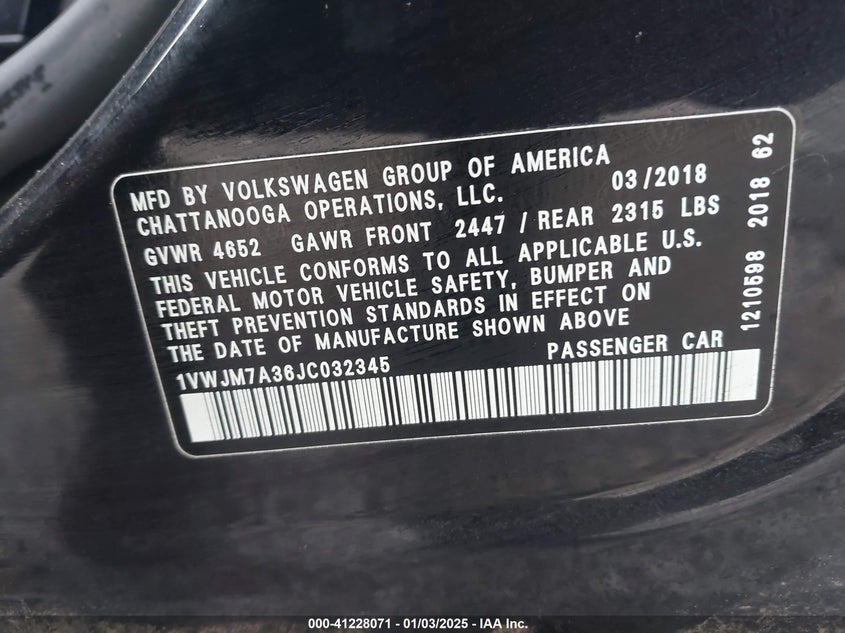 MFD BY VOLKSWAGEN GROUP OF AMERICA
CHATTANOOGA OPERATIONS, LLC. 03/2018
GVWR 4652 GAWR FRONT 2447 / REAR 2315 LBS
THIS VEHICLE CONFORMS TO ALL APPLICABLE U.S.
FEDERAL MOTOR VEHICLE SAFETY, BUMPER AND
THEFT PREVENTION STANDARDS IN EFFECT ON
THE DATE OF MANUFACTURE SHOWN ABOVE
1VWJM7A36JC032345 PASSENGER CAR
1210598 2018 62
000-41228071 - 01/03/2025 - IAA Inc.